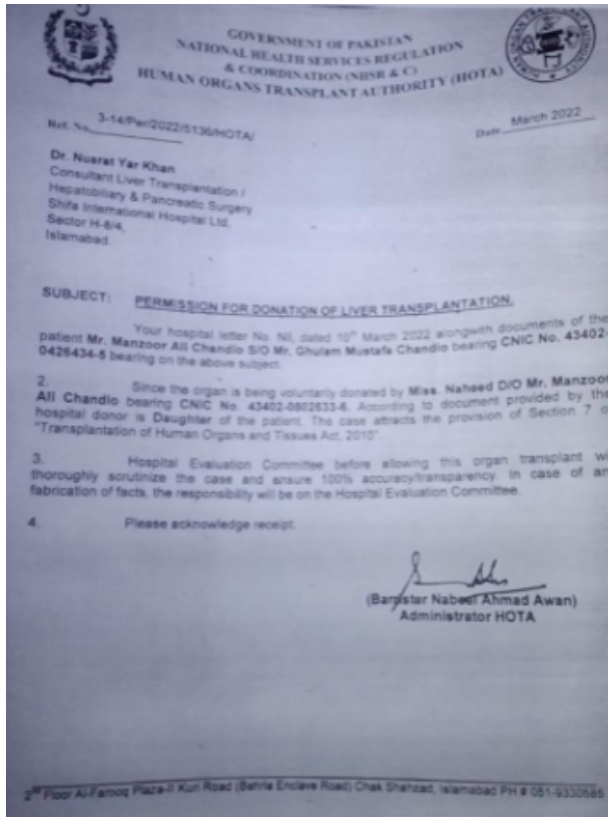 GOVERNMENT OF PAKISTAN
NATIONAL HEALTH SERVICES REGULATION
& COORDINATION (NHSR & C)
HUMAN ORGANS TRANSPLANT AUTHORITY (HOTA)
Ref. No. 3-14/Per/2022/5136/HOTA/
Date March 2022
Dr. Nusrat Yar Khan
Consultant Liver Transplantation /
Hepatobiliary & Pancreatic Surgery
Shifa International Hospital Ltd,
Sector H-8/4,
Islamabad.
SUBJECT: PERMISSION FOR DONATION OF LIVER TRANSPLANTATION.
Your hospital letter No. Nil, dated 10th March 2022 alongwith documents of the
patient Mr. Manzoor Ali Chandio S/O Mr. Ghulam Mustafa Chandio bearing CNIC No. 43402-
0426434-5 bearing on the above subject.
2. Since the organ is being voluntarily donated by Miss. Naheed D/O Mr. Manzoor
Ali Chandio bearing CNIC No. 43402-0802533-6. According to document provided by the
hospital donor is Daughter of the patient. The case attracts the provision of Section 7 o
"Transplantation of Human Organs and Tissues Act, 2010"
3. Hospital Evaluation Committee before allowing this organ transplant wi
thoroughly scrutinize the case and ensure 100% accuracy/transparency. In case of an
fabrication of facts, the responsibility will be on the Hospital Evaluation Committee.
4. Please acknowledge receipt.
(Barrister Nabeel Ahmad Awan)
Administrator HOTA
2nd Floor Al-Farooq Plaza-II Kuri Road (Bahria Enclave Road) Chak Shahzad, Islamabad PH # 051-9330585